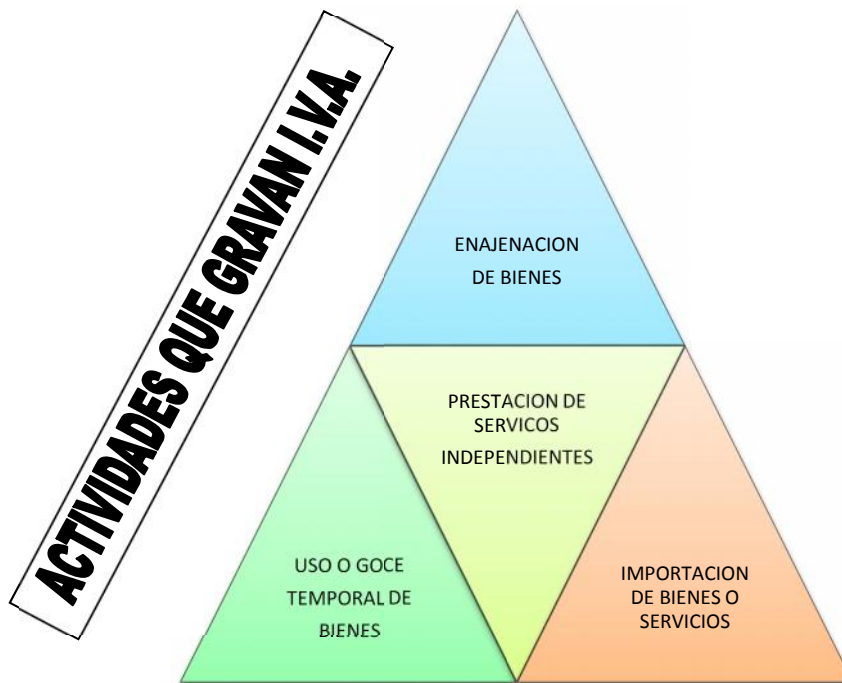 ACTIVIDADES QUE GRAVAN I.V.A.
ENAJENACION
DE BIENES
PRESTACION DE
SERVICOS
INDEPENDIENTES
USO O GOCE
TEMPORAL DE
BIENES
IMPORTACION
DE BIENES O
SERVICIOS